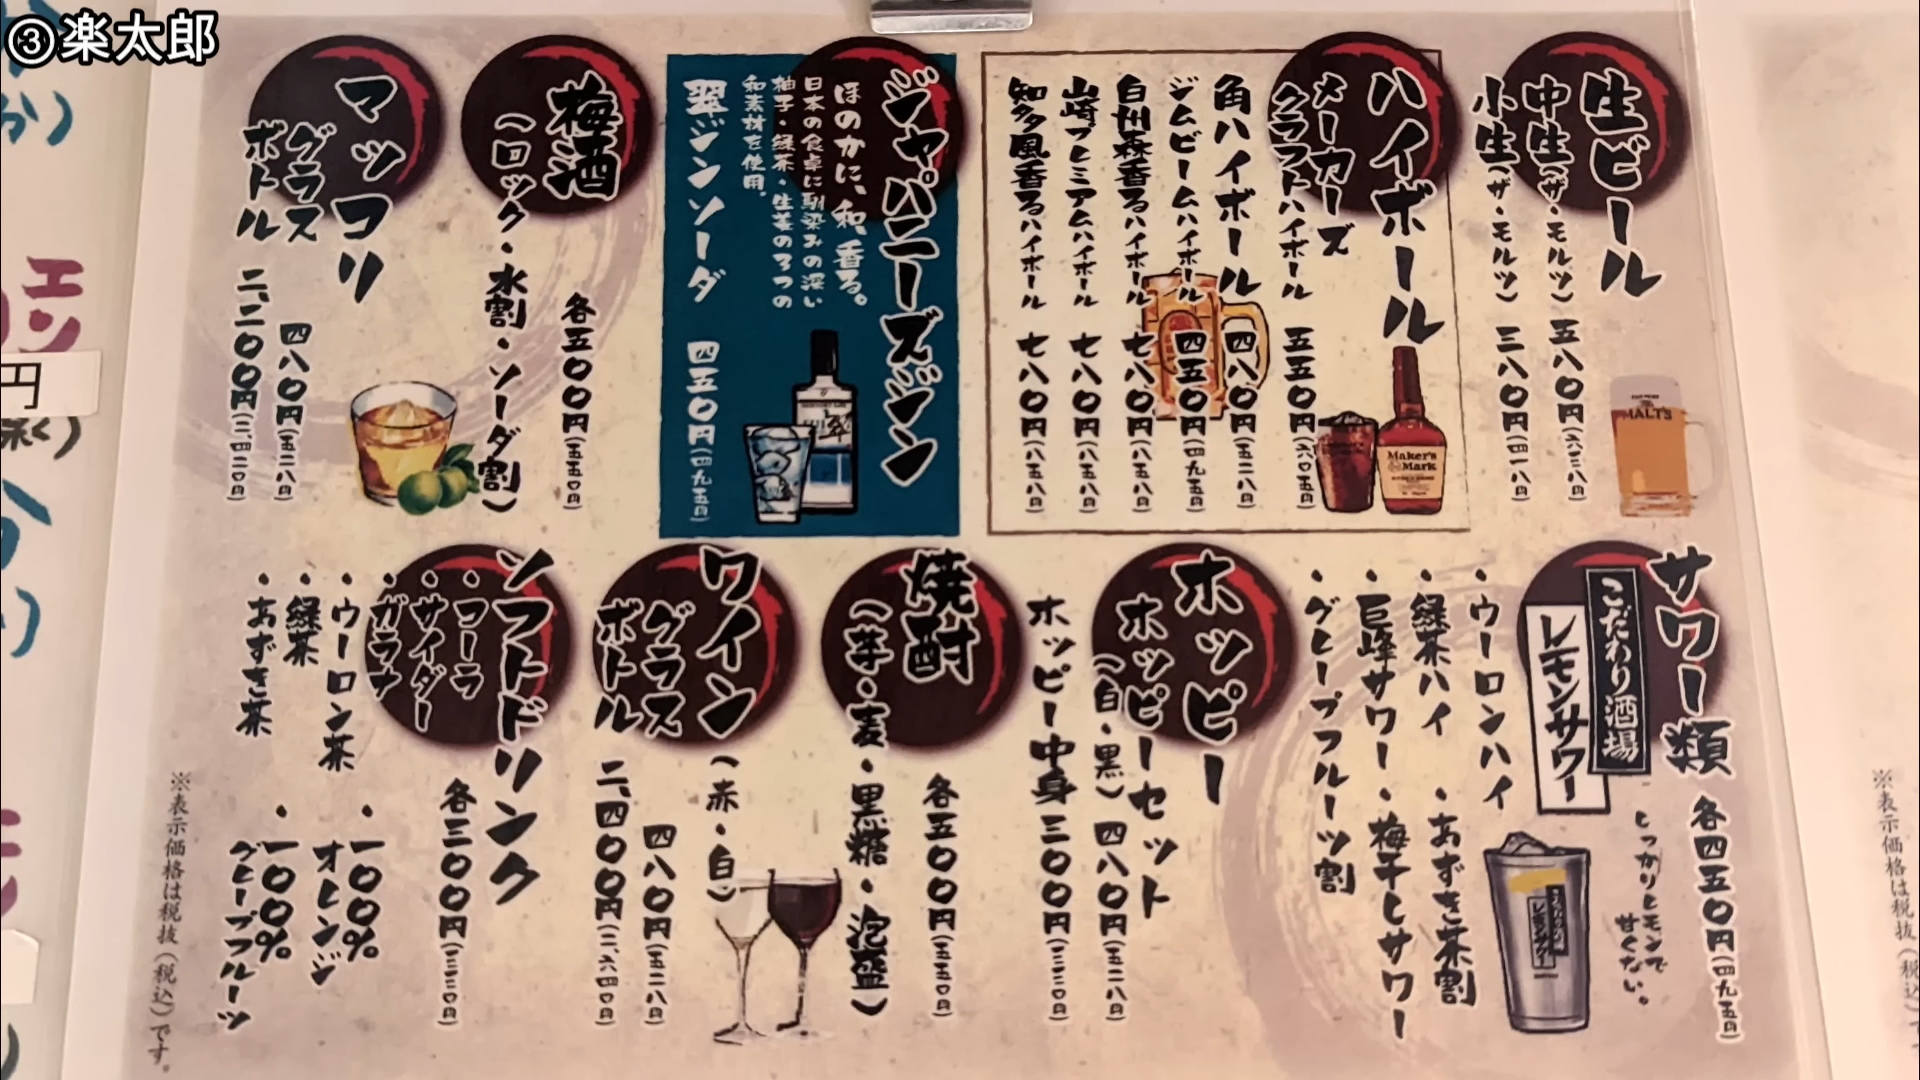 ③楽太郎
生ビール
中生(ザ・モルツ) 五八〇円(六三八円)
小生(ザ・モルツ) 三八〇円(四一八円)
ハイボール
メーカーズ
クラフトハイボール 五五〇円(六〇五円)
角ハイボール 四八〇円(五二八円)
ジムビームハイボール 四五〇円(四九五円)
白州森香るハイボール 七八〇円(八五八円)
山崎プレミアムハイボール 七八〇円(八五八円)
知多風香るハイボール 七八〇円(八五八円)
Maker's
Mark
MALT'S
ジャパニーズジン
ほのかに、和、香る。
日本の食卓に馴染みの深い
柚子・緑茶・生姜の3つの
和素材を使用。
翠ジンソーダ 四五〇円(四九五円)
梅酒 各五〇〇円(五五〇円)
(ロック・水割・ソーダ割)
マッコリ
グラス 四八〇円(五二八円)
ボトル 二、二〇〇円(二、四二〇円)
サワー類 各四五〇円(四九五円)
こだわり酒場
レモンサワー
しっかりレモンで
甘くない。
・ウーロンハイ
・緑茶ハイ ・あずき茶割
・巨峰サワー ・梅干しサワー
・グレープフルーツ割
ホッピー
ホッピーセット
(白・黒) 四八〇円(五二八円)
ホッピー中身 三〇〇円(三三〇円)
焼酎 各五〇〇円(五五〇円)
(芋・麦・黒糖・泡盛)
ワイン(赤・白)
グラス 四八〇円(五二八円)
ボトル 二、四〇〇円(二、六四〇円)
ソフトドリンク
各三〇〇円(三三〇円)
・コーラ
・サイダー
・ガラナ
・ウーロン茶
・緑茶
・あずき茶
・一〇〇%
オレンジ
・一〇〇%
グレープフルーツ
※表示価格は税抜(税込)です。
エン
円
※表示価格は税抜(税